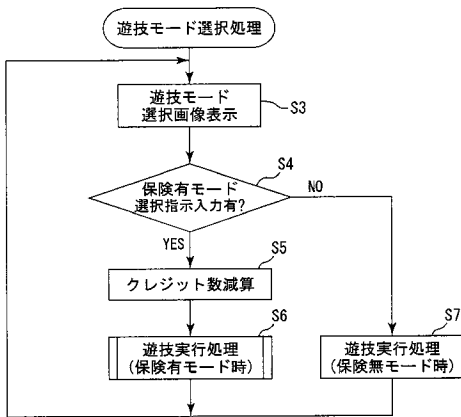 遊技モード選択処理
遊技モード
選択画像表示
S3
保険有モード
選択指示入力有?
S4
NO
YES
クレジット数減算
S5
遊技実行処理
(保険有モード時)
S6
遊技実行処理
(保険無モード時)
S7